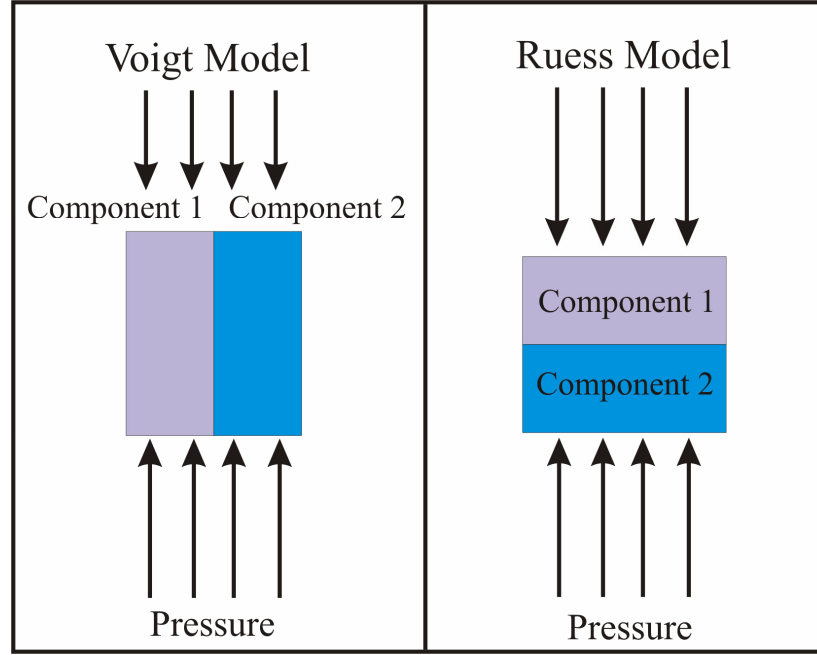 Voigt Model
Component 1 Component 2
Pressure
Ruess Model
Component 1
Component 2
Pressure